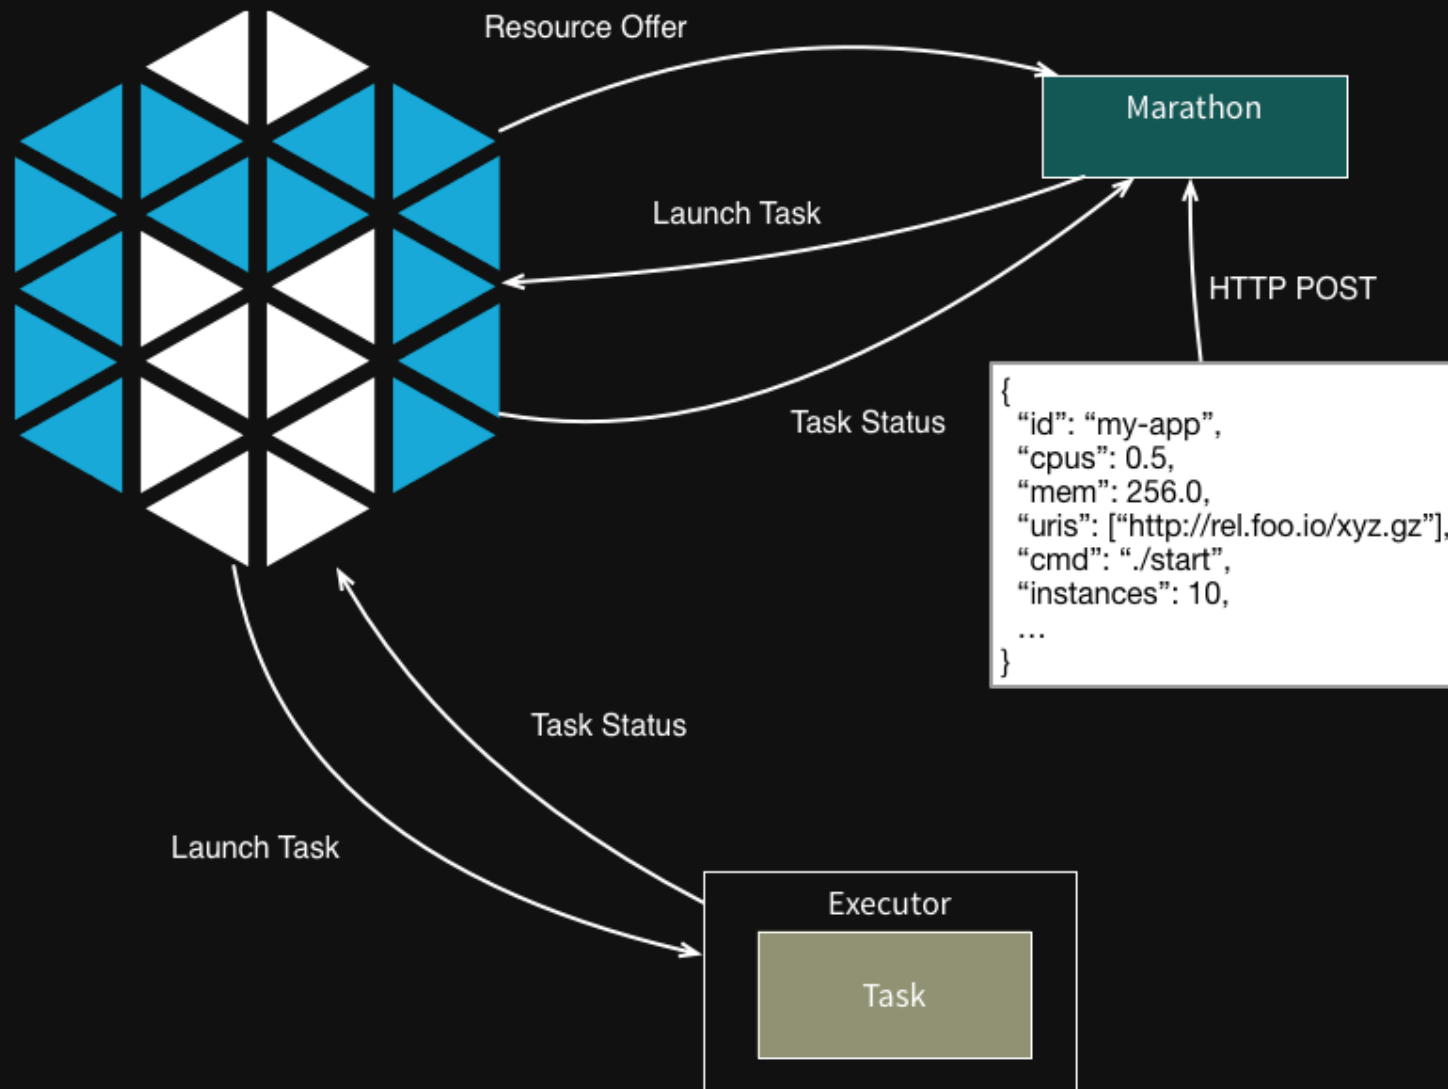 Resource Offer
Marathon
Launch Task
HTTP POST
Task Status
{
“id”: “my-app”,
“cpus”: 0.5,
“mem”: 256.0,
“uris”: [“http://rel.foo.io/xyz.gz”],
“cmd”: “./start”,
“instances”: 10,
…
}
Task Status
Launch Task
Executor
Task